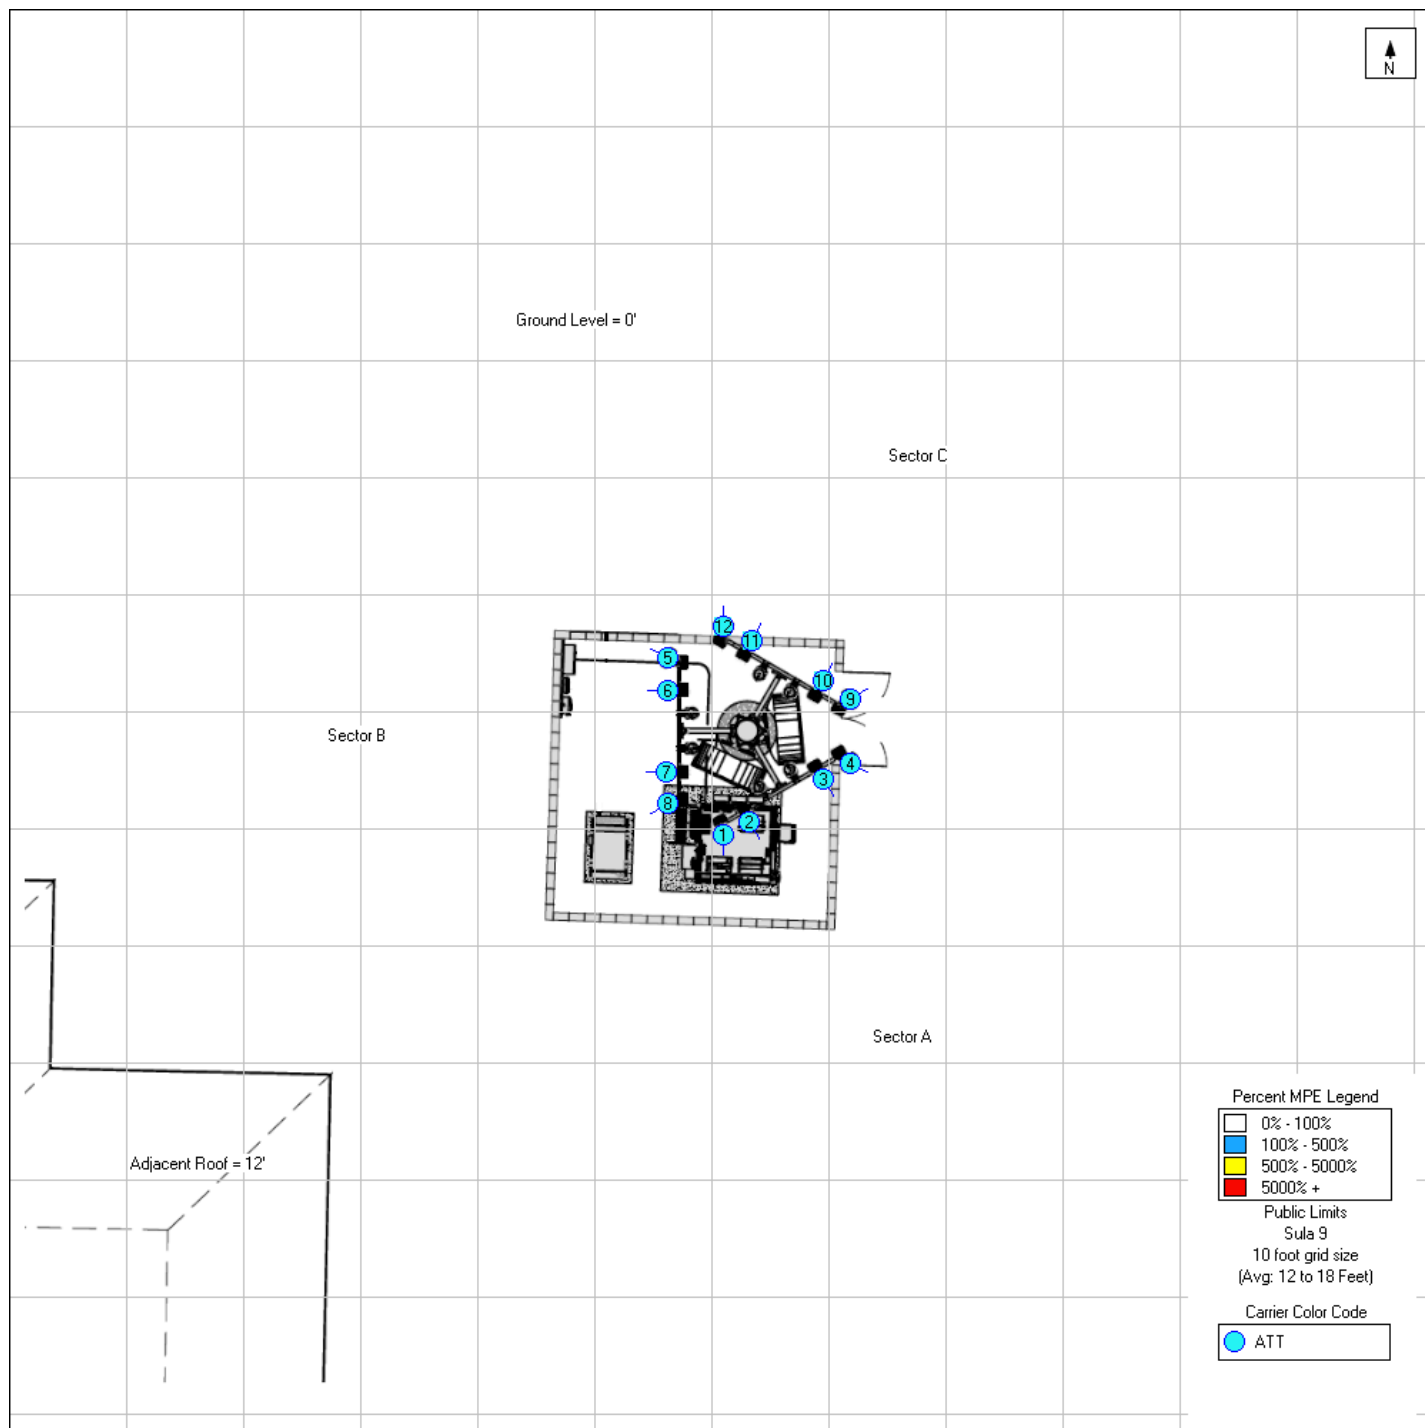 N
Ground Level = 0'
Sector C
12
11
5
10
6
9
Sector B
4
7
3
8
2
1
Sector A
Adjacent Roof = 12'
Percent MPE Legend
0% - 100%
100% - 500%
500% - 5000%
5000% +
Public Limits
Sula 9
10 foot grid size
(Avg: 12 to 18 Feet)
Carrier Color Code
ATT